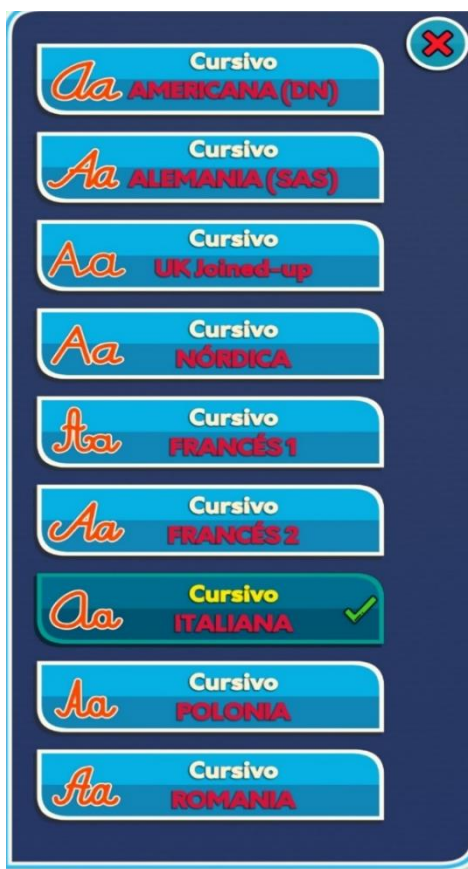 Cursivo
Aa AMERICANA (DN)
Cursivo
Aa ALEMANIA (SAS)
Cursivo
Aa UK Joined-up
Cursivo
Aa NÓRDICA
Cursivo
Aa FRANCÉS 1
Cursivo
Aa FRANCÉS 2
Cursivo
Aa ITALIANA
Cursivo
Aa POLONIA
Cursivo
Aa ROMANIA